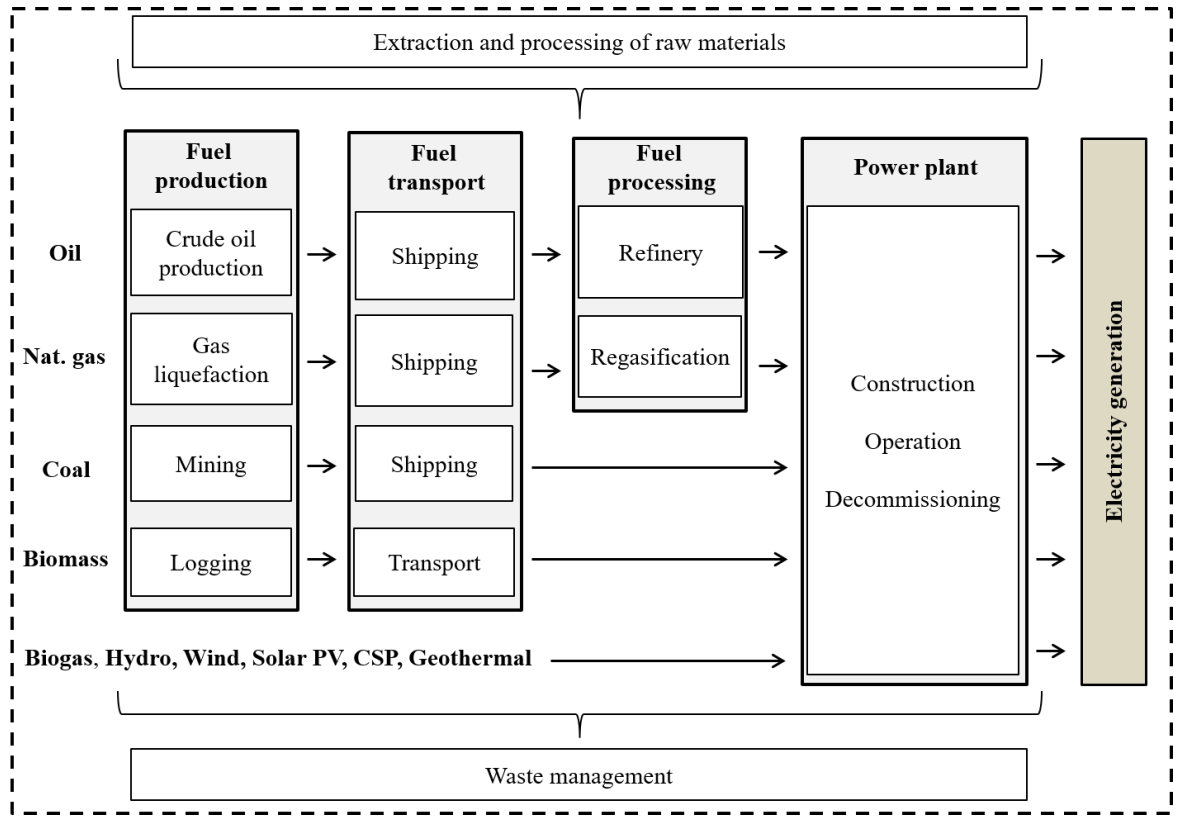 Extraction and processing of raw materials
Fuel
production
Fuel
transport
Fuel
processing
Power plant
Oil
Crude oil
production
Shipping
Refinery
Nat. gas
Gas
liquefaction
Shipping
Regasification
Coal
Mining
Shipping
Biomass
Logging
Transport
Construction
Operation
Decommissioning
Electricity generation
Biogas, Hydro, Wind, Solar PV, CSP, Geothermal
Waste management